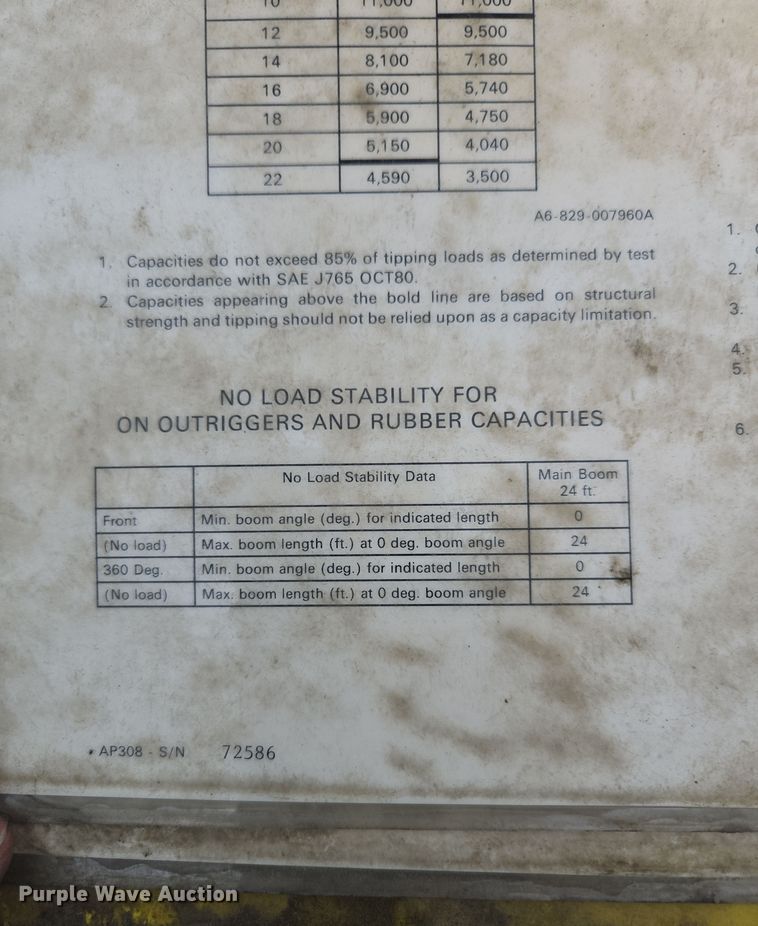 10 11,000 11,000
12 9,500 9,500
14 8,100 7,180
16 6,900 5,740
18 5,900 4,750
20 5,150 4,040
22 4,590 3,500
A6-829-007960A
1. Capacities do not exceed 85% of tipping loads as determined by test
in accordance with SAE J765 OCT80.
2. Capacities appearing above the bold line are based on structural
strength and tipping should not be relied upon as a capacity limitation.
NO LOAD STABILITY FOR
ON OUTRIGGERS AND RUBBER CAPACITIES
No Load Stability Data Main Boom
24 ft.
Front Min. boom angle (deg.) for indicated length 0
(No load) Max. boom length (ft.) at 0 deg. boom angle 24
360 Deg. Min. boom angle (deg.) for indicated length 0
(No load) Max. boom length (ft.) at 0 deg. boom angle 24
AP308 - S/N 72586
1.
2.
3.
4.
5.
6.
Purple Wave Auction